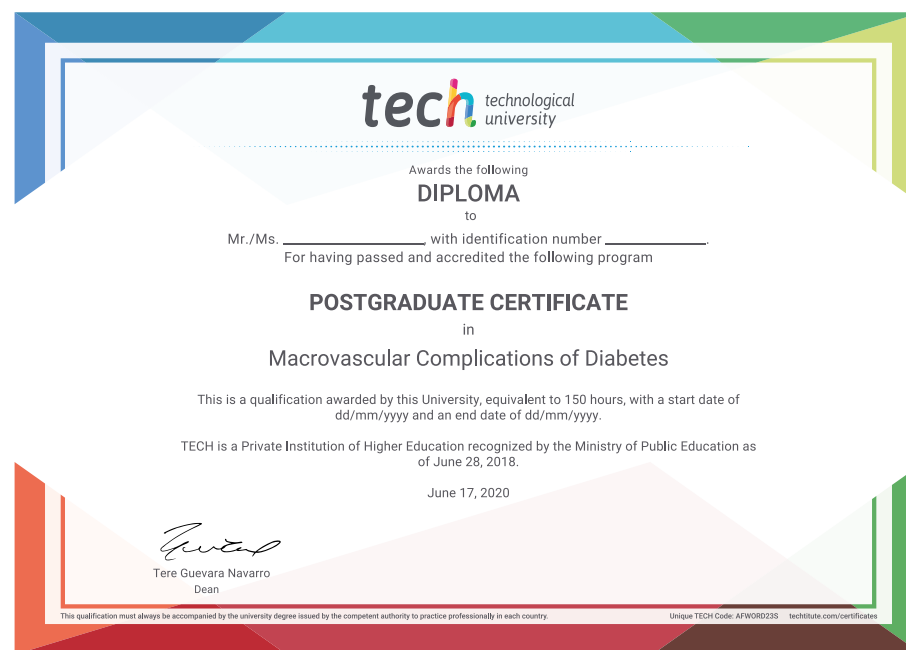 tech technological
university
Awards the following
DIPLOMA
to
Mr./Ms. ____________________, with identification number ______________.
For having passed and accredited the following program
POSTGRADUATE CERTIFICATE
in
Macrovascular Complications of Diabetes
This is a qualification awarded by this University, equivalent to 150 hours, with a start date of
dd/mm/yyyy and an end date of dd/mm/yyyy.
TECH is a Private Institution of Higher Education recognized by the Ministry of Public Education as
of June 28, 2018.
June 17, 2020
Tere Guevara Navarro
Dean
This qualification must always be accompanied by the university degree issued by the competent authority to practice professionally in each country. Unique TECH Code: AFWORD23S techtitute.com/certificates